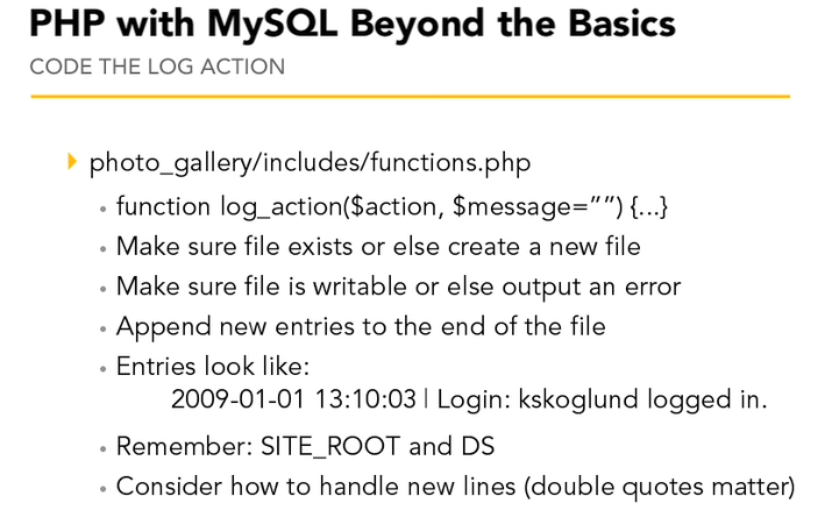 PHP with MySQL Beyond the Basics
CODE THE LOG ACTION
photo_gallery/includes/functions.php
• function log_action($action, $message="") {...}
• Make sure file exists or else create a new file
• Make sure file is writable or else output an error
• Append new entries to the end of the file
• Entries look like:
2009-01-01 13:10:03 | Login: kskoglund logged in.
• Remember: SITE_ROOT and DS
• Consider how to handle new lines (double quotes matter)